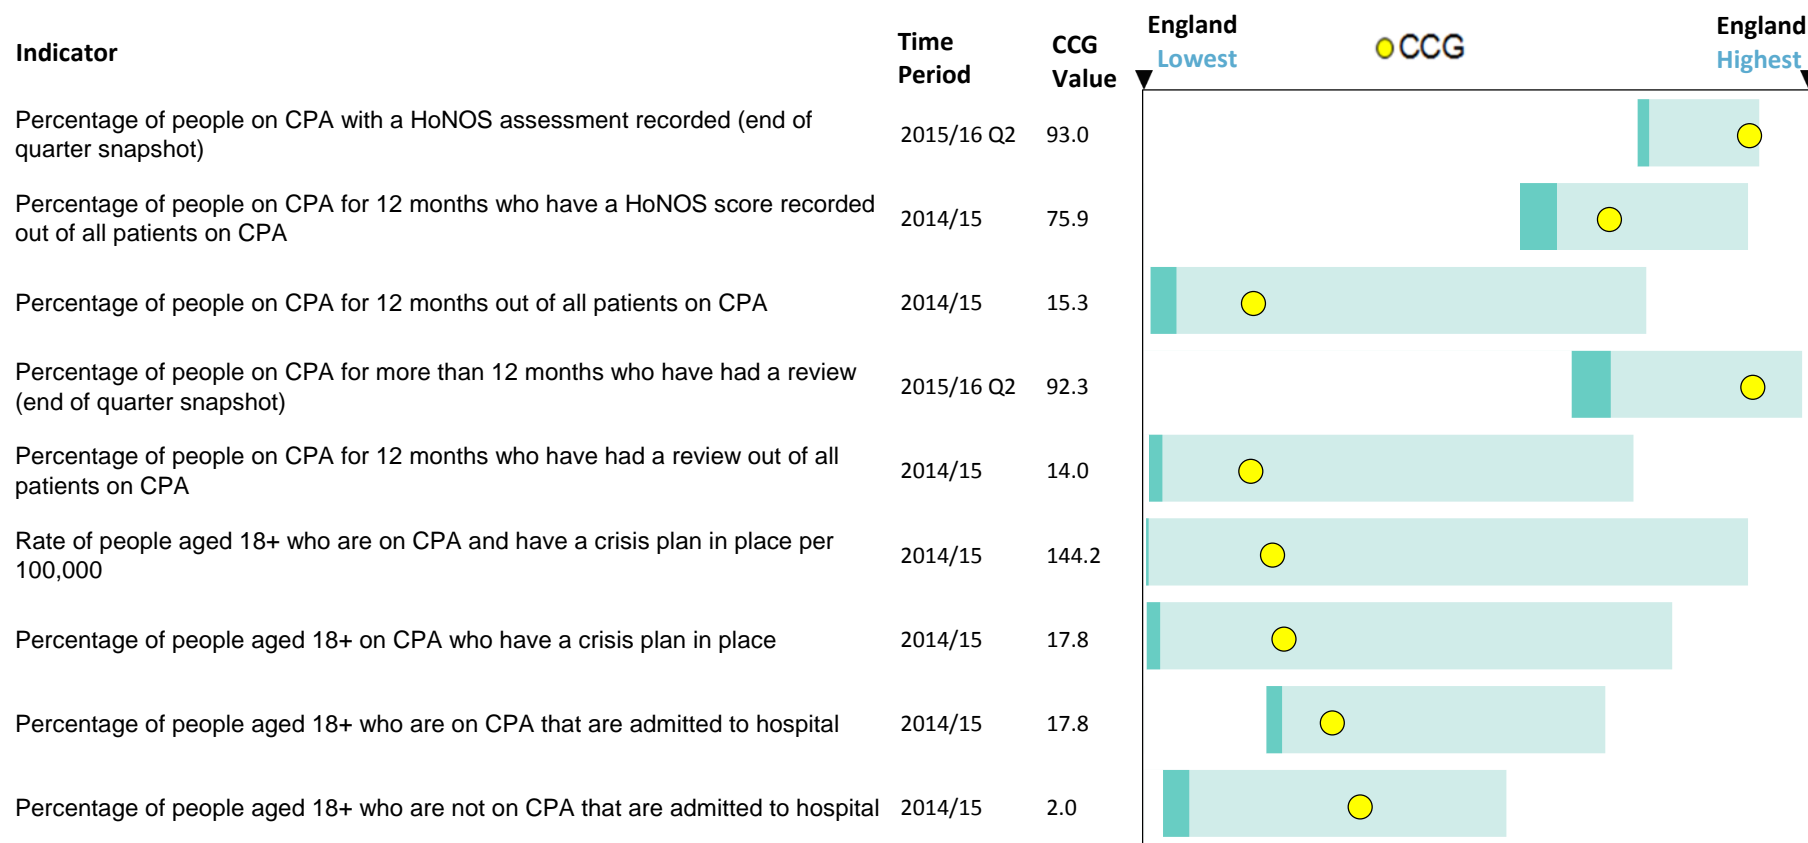 Indicator
Time Period
CCG Value
England Lowest
CCG
England Highest
Percentage of people on CPA with a HoNOS assessment recorded (end of
quarter snapshot)
2015/16 Q2
93.0
Percentage of people on CPA for 12 months who have a HoNOS score recorded
out of all patients on CPA
2014/15
75.9
Percentage of people on CPA for 12 months out of all patients on CPA
2014/15
15.3
Percentage of people on CPA for more than 12 months who have had a review
(end of quarter snapshot)
2015/16 Q2
92.3
Percentage of people on CPA for 12 months who have had a review out of all
patients on CPA
2014/15
14.0
Rate of people aged 18+ who are on CPA and have a crisis plan in place per
100,000
2014/15
144.2
Percentage of people aged 18+ on CPA who have a crisis plan in place
2014/15
17.8
Percentage of people aged 18+ who are on CPA that are admitted to hospital
2014/15
17.8
Percentage of people aged 18+ who are not on CPA that are admitted to hospital
2014/15
2.0